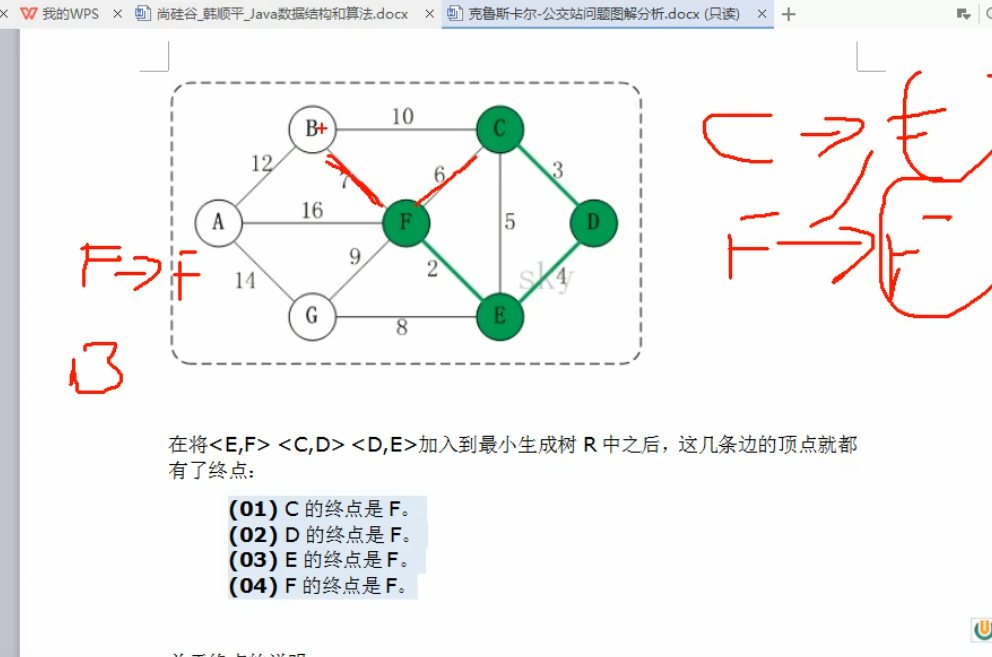 我的WPS × 尚硅谷_韩顺平_Java数据结构和算法.docx × 克鲁斯卡尔-公交站问题图解分析.docx (只读) ×
B 10 C
12 7 6 3
A 16 F 5 D
14 9 2 4
sky
G 8 E
C → F
F → F
F → F
B
在将<E,F> <C,D> <D,E>加入到最小生成树 R 中之后，这几条边的顶点就都
有了终点：
(01) C 的终点是 F。
(02) D 的终点是 F。
(03) E 的终点是 F。
(04) F 的终点是 F。